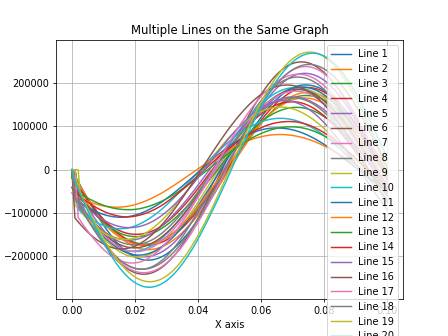 Multiple Lines on the Same Graph
200000
100000
0
−100000
−200000
0.00
0.02
0.04
0.06
X axis
Line 1
Line 2
Line 3
Line 4
Line 5
Line 6
Line 7
Line 8
Line 9
Line 10
Line 11
Line 12
Line 13
Line 14
Line 15
Line 16
Line 17
Line 18
Line 19
Line 20